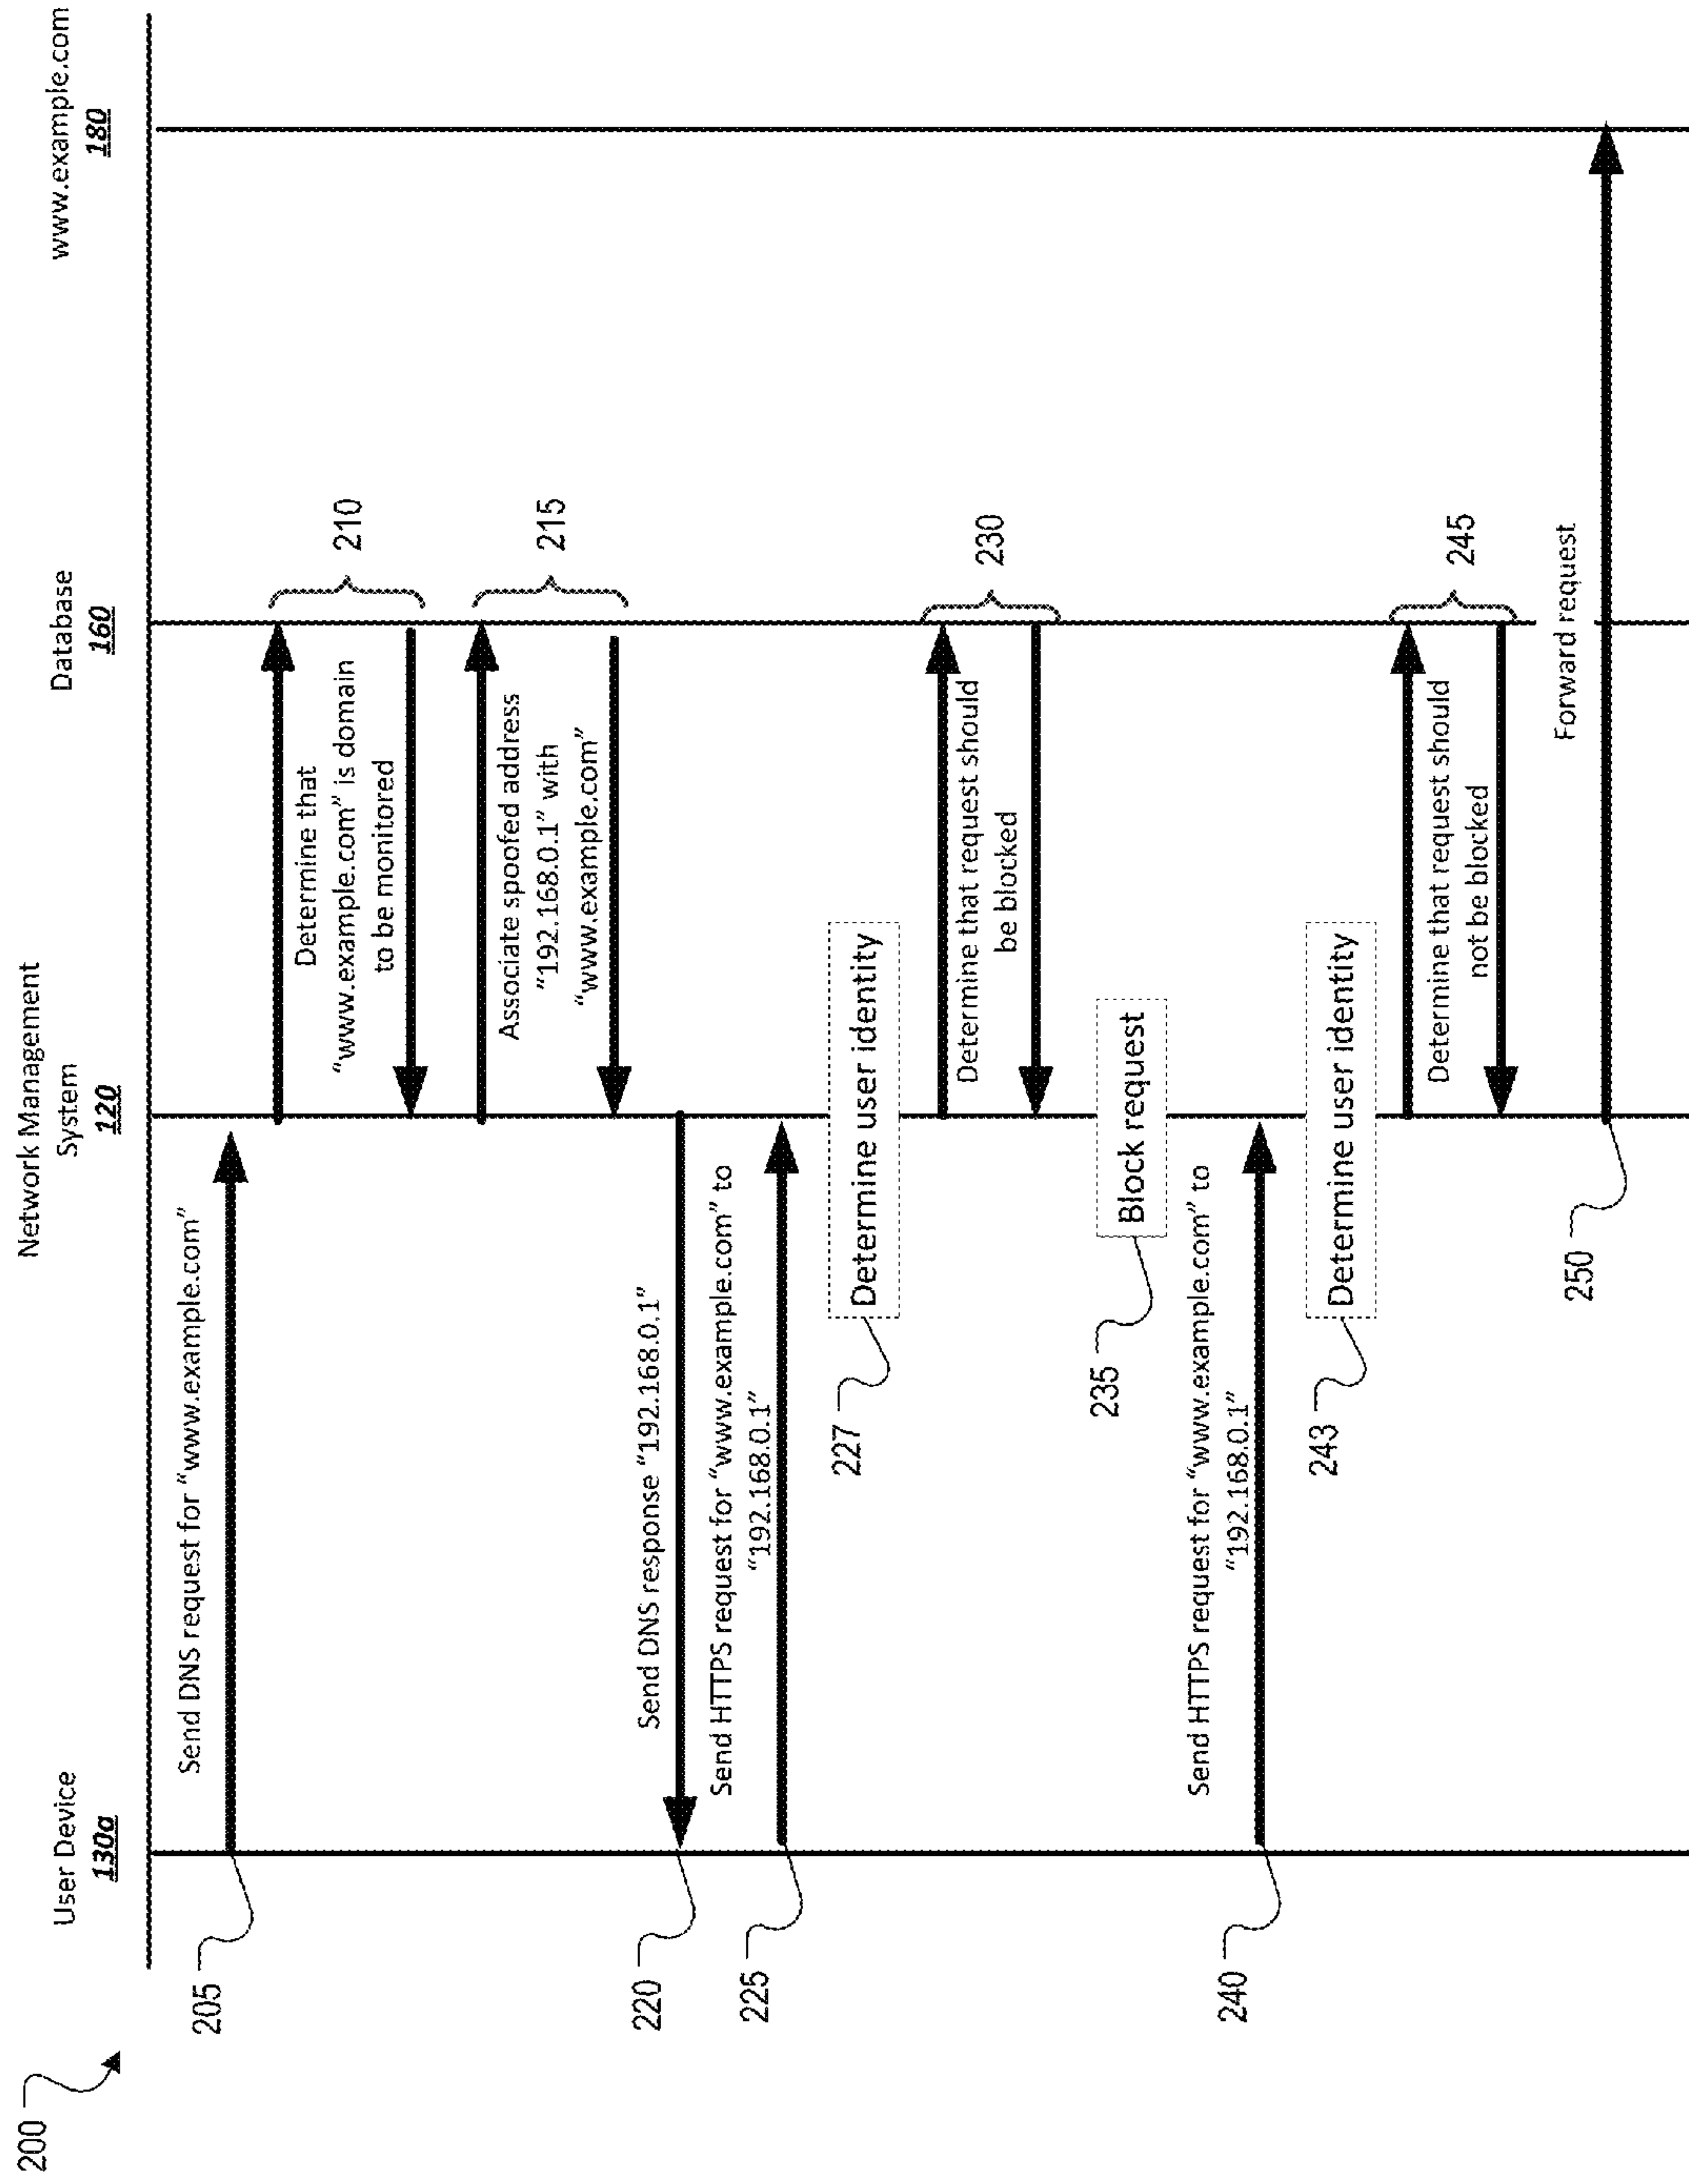 200
User Device
130a
Network Management
System
120
Database
160
www.example.com
180
205
Send DNS request for “www.example.com”
Determine that
“www.example.com” is domain
to be monitored
210
Associate spoofed address
“192.168.0.1” with
“www.example.com”
215
220
Send DNS response “192.168.0.1”
225
Send HTTPS request for “www.example.com” to
“192.168.0.1”
227
Determine user identity
Determine that request should
be blocked
230
235
Block request
240
Send HTTPS request for “www.example.com” to
“192.168.0.1”
243
Determine user identity
Determine that request should
not be blocked
245
250
Forward request